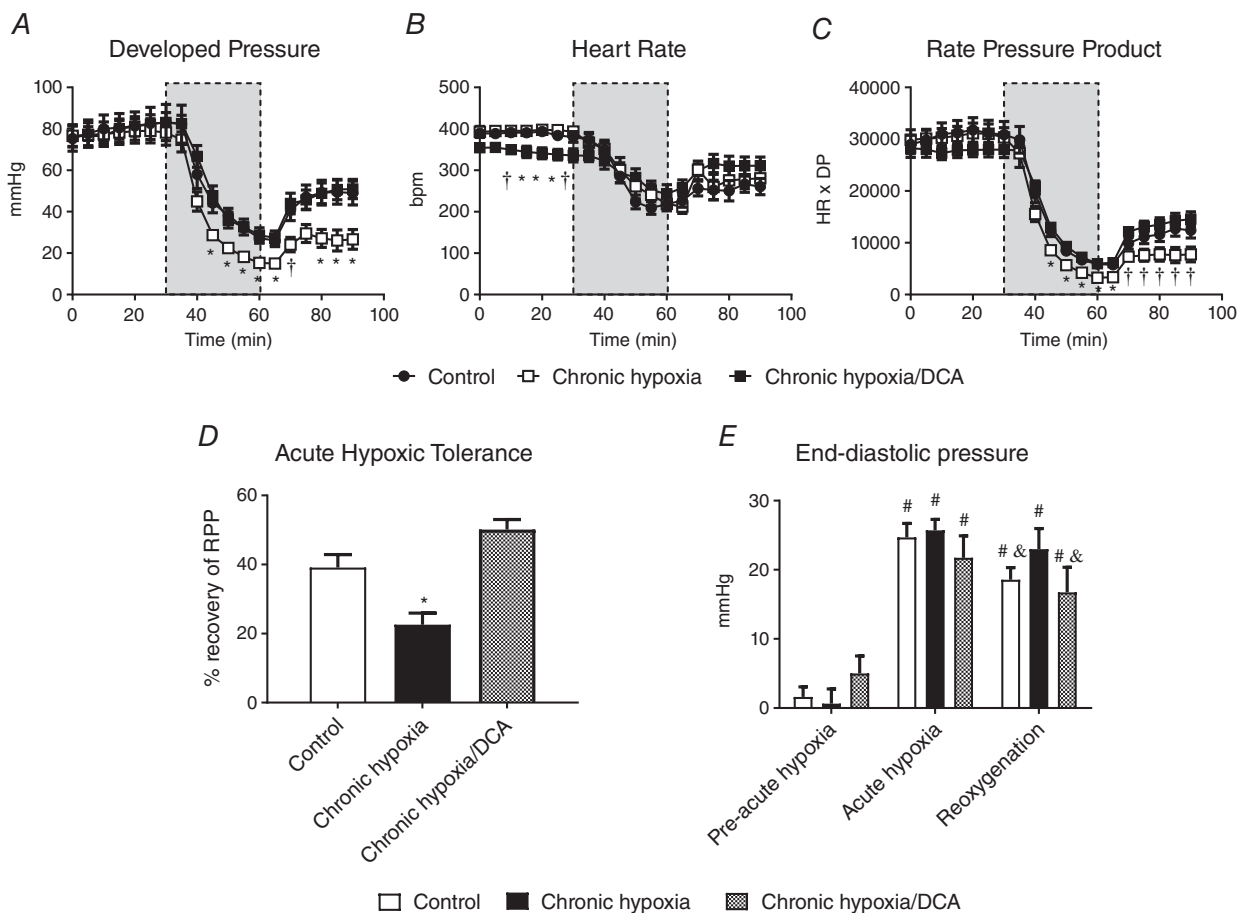 A
Developed Pressure
mmHg
100
80
60
40
20
0
* * * * * † * * *
0 20 40 60 80 100
Time (min)
B
Heart Rate
bpm
500
400
300
200
100
0
† * * * †
0 20 40 60 80 100
Time (min)
C
Rate Pressure Product
HR x DP
40000
30000
20000
10000
0
* * * * * † † † † †
0 20 40 60 80 100
Time (min)
Control Chronic hypoxia Chronic hypoxia/DCA
D
Acute Hypoxic Tolerance
% recovery of RPP
60
40
20
0
*
Control
Chronic hypoxia
Chronic hypoxia/DCA
E
End-diastolic pressure
mmHg
30
20
10
0
# # # # & # # &
Pre-acute hypoxia
Acute hypoxia
Reoxygenation
Control Chronic hypoxia Chronic hypoxia/DCA